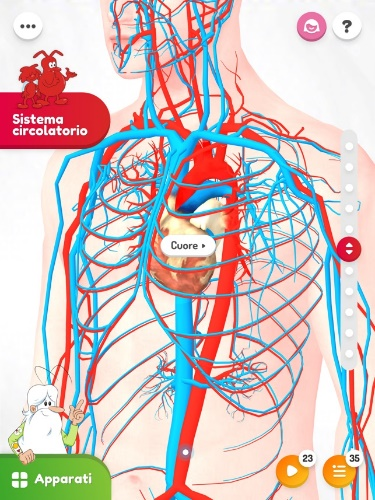 ?
Sistema
circolatorio
Cuore
23
35
Apparati